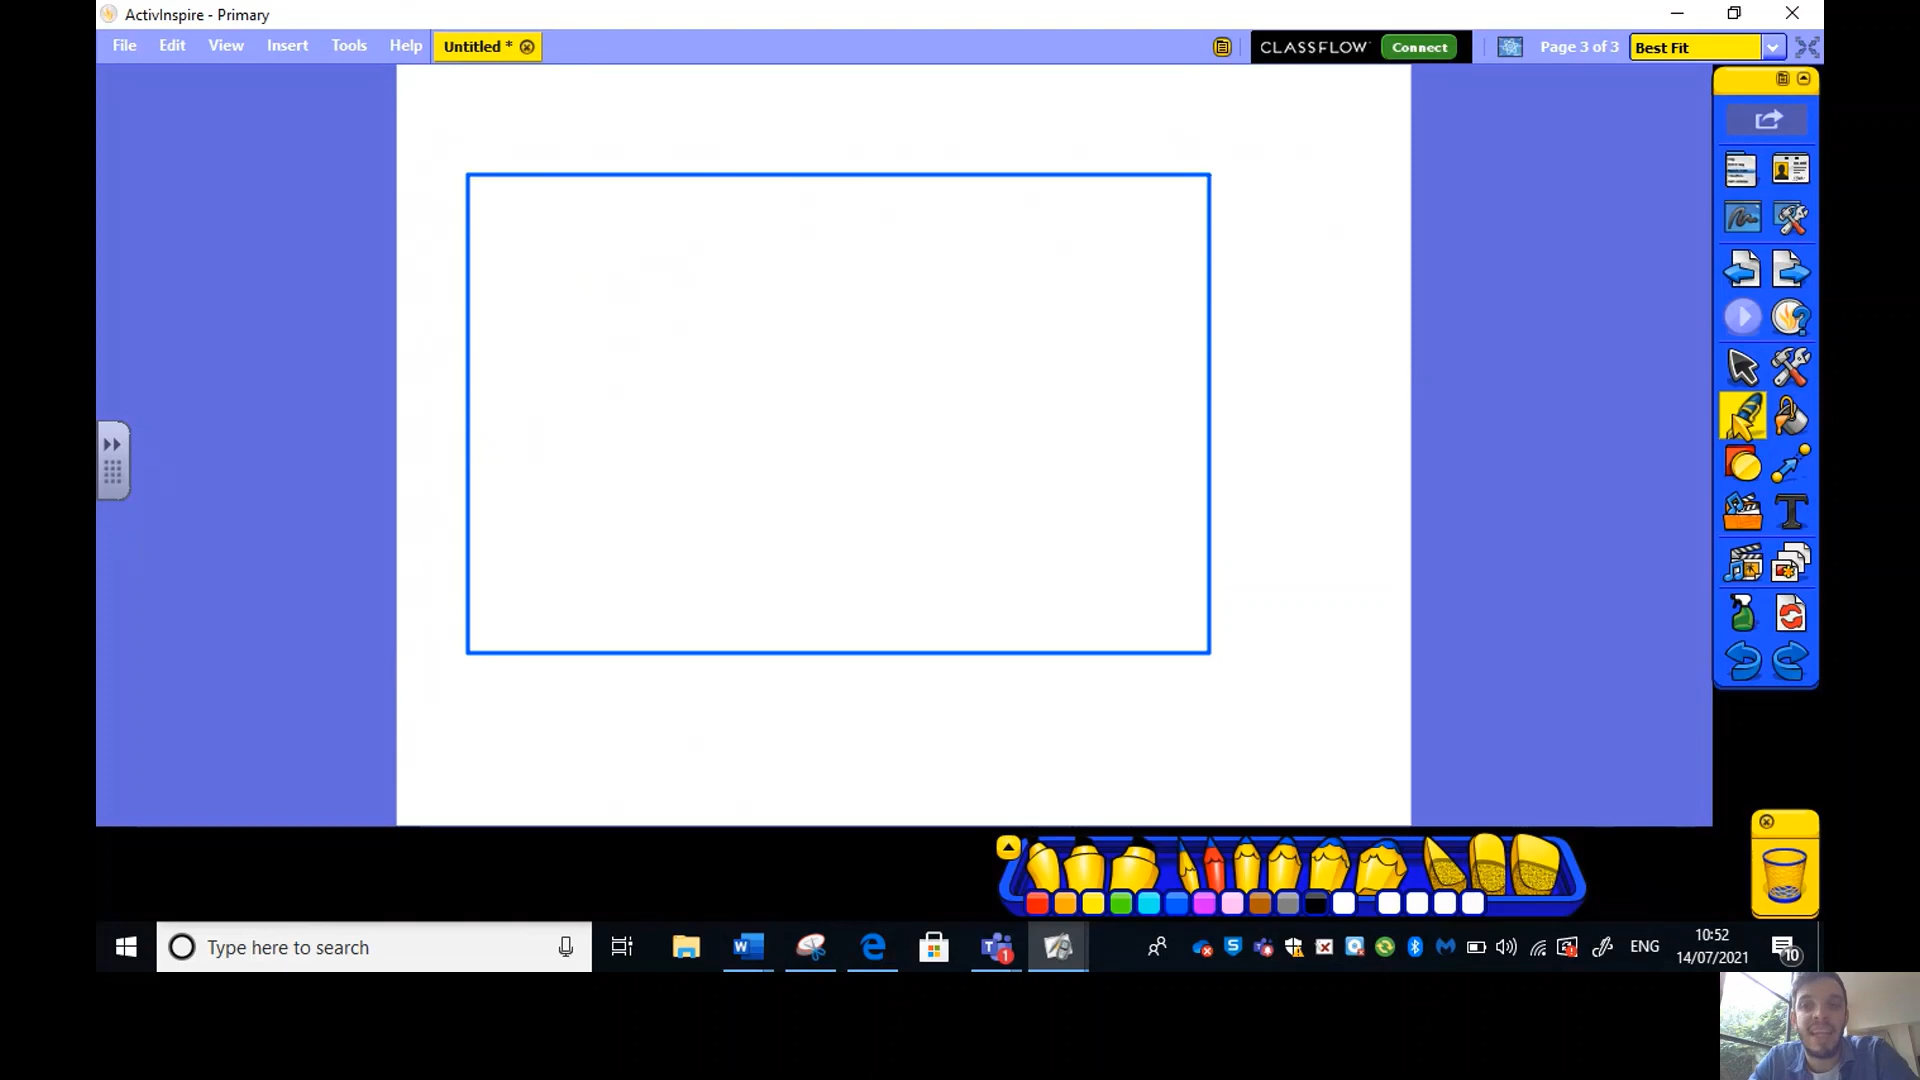 ActivInspire - Primary
File Edit View Insert Tools Help Untitled * CLASSFLOW Connect Page 3 of 3 Best Fit
T
Type here to search W 1 S ENG 10:52
14/07/2021 10